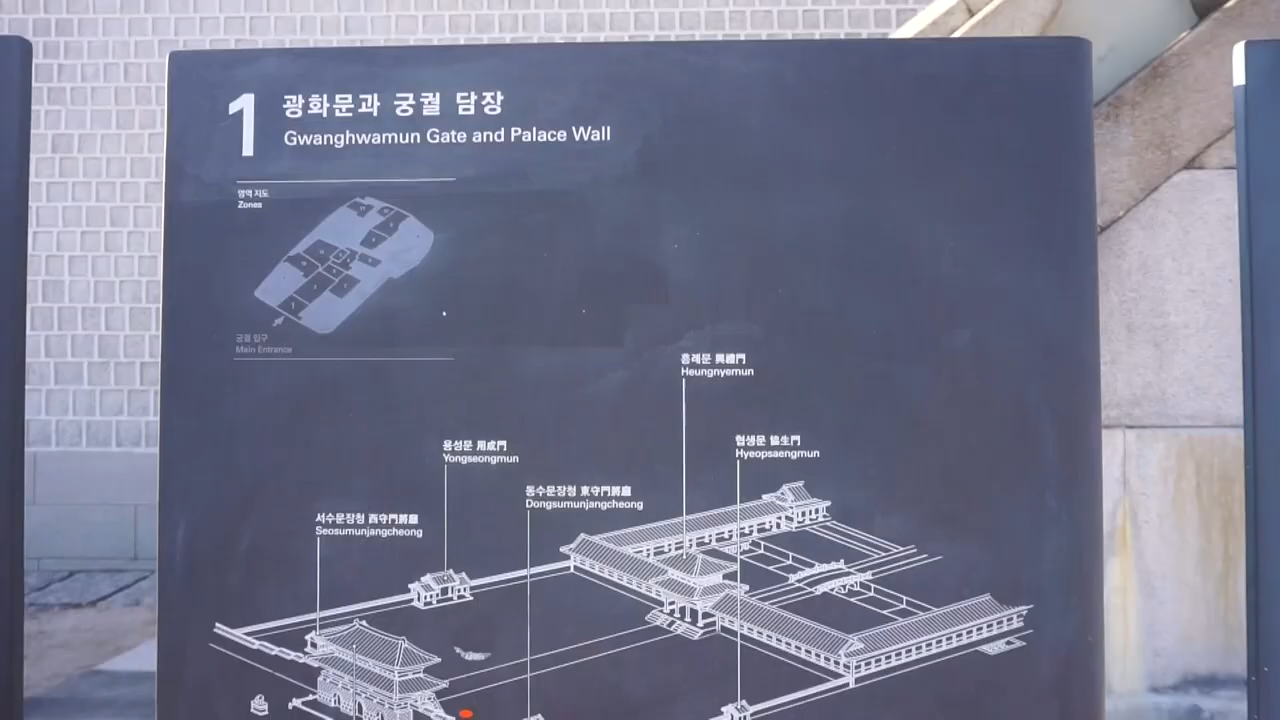 1
광화문과 궁궐 담장
Gwanghwamun Gate and Palace Wall
영역 지도
Zones
궁궐 입구
Main Entrance
흥례문 興禮門
Heungnyemun
용성문 用成門
Yongseongmun
협생문 協生門
Hyeopsaengmun
동수문장청 東守門將廳
Dongsumunjangcheong
서수문장청 西守門將廳
Seosumunjangcheong